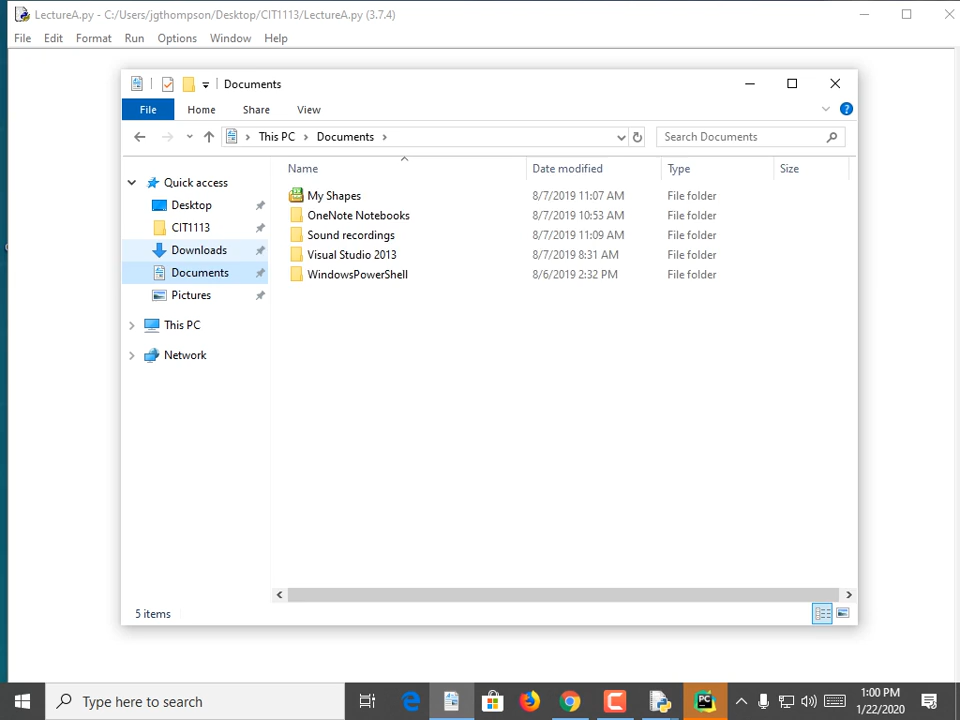 LectureA.py - C:/Users/jgthompson/Desktop/CIT1113/LectureA.py (3.7.4)
File Edit Format Run Options Window Help
Documents
File Home Share View
This PC Documents Search Documents
Name Date modified Type Size
Quick access
Desktop
CIT1113
Downloads
Documents
Pictures
This PC
Network
My Shapes 8/7/2019 11:07 AM File folder
OneNote Notebooks 8/7/2019 10:53 AM File folder
Sound recordings 8/7/2019 11:09 AM File folder
Visual Studio 2013 8/7/2019 8:31 AM File folder
WindowsPowerShell 8/6/2019 2:32 PM File folder
5 items
Type here to search
1:00 PM
1/22/2020